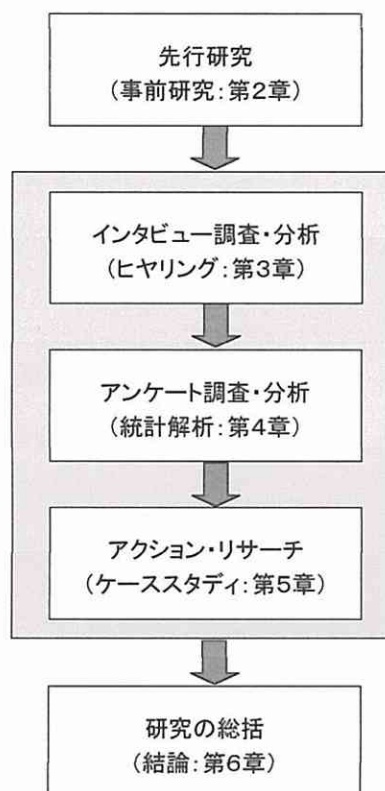 先行研究
(事前研究:第2章)
インタビュー調査・分析
(ヒヤリング:第3章)
アンケート調査・分析
(統計解析:第4章)
アクション・リサーチ
(ケーススタディ:第5章)
研究の総括
(結論:第6章)